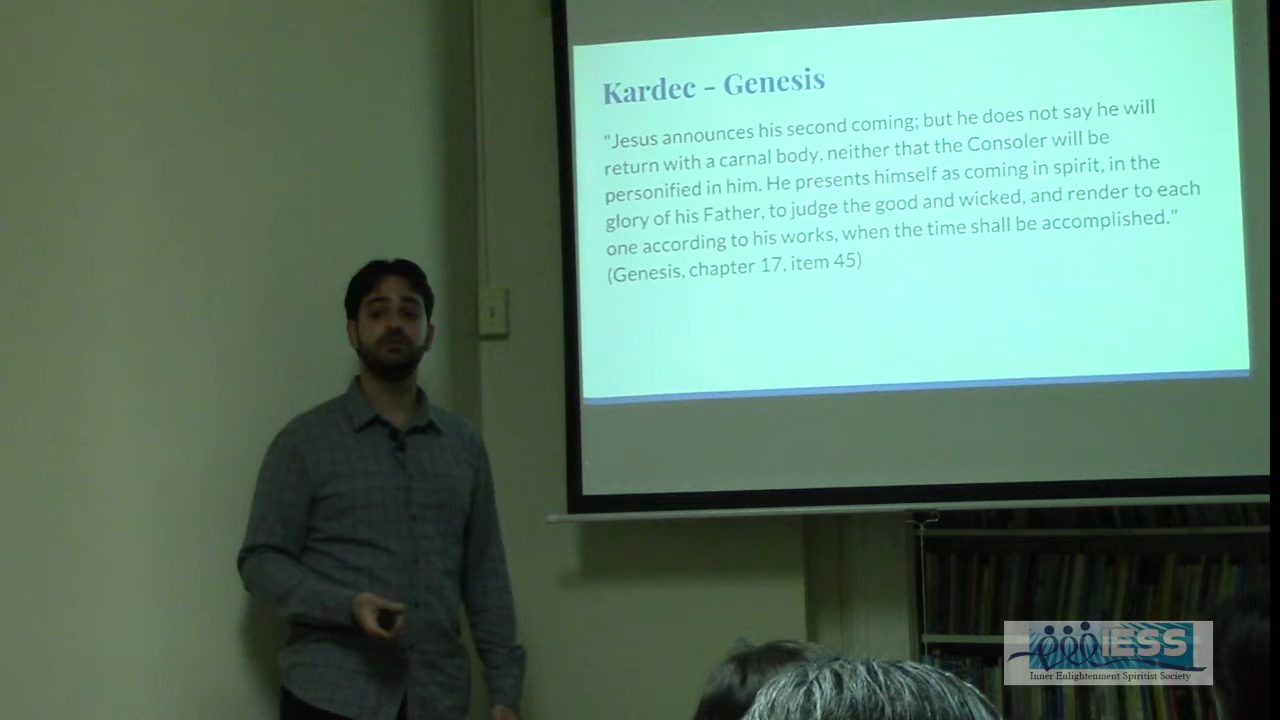 Kardec - Genesis
"Jesus announces his second coming; but he does not say he will
return with a carnal body, neither that the Consoler will be
personified in him. He presents himself as coming in spirit, in the
glory of his Father, to judge the good and wicked, and render to each
one according to his works, when the time shall be accomplished."
(Genesis, chapter 17, item 45)
IESS
Inner Enlightenment Spiritist Society